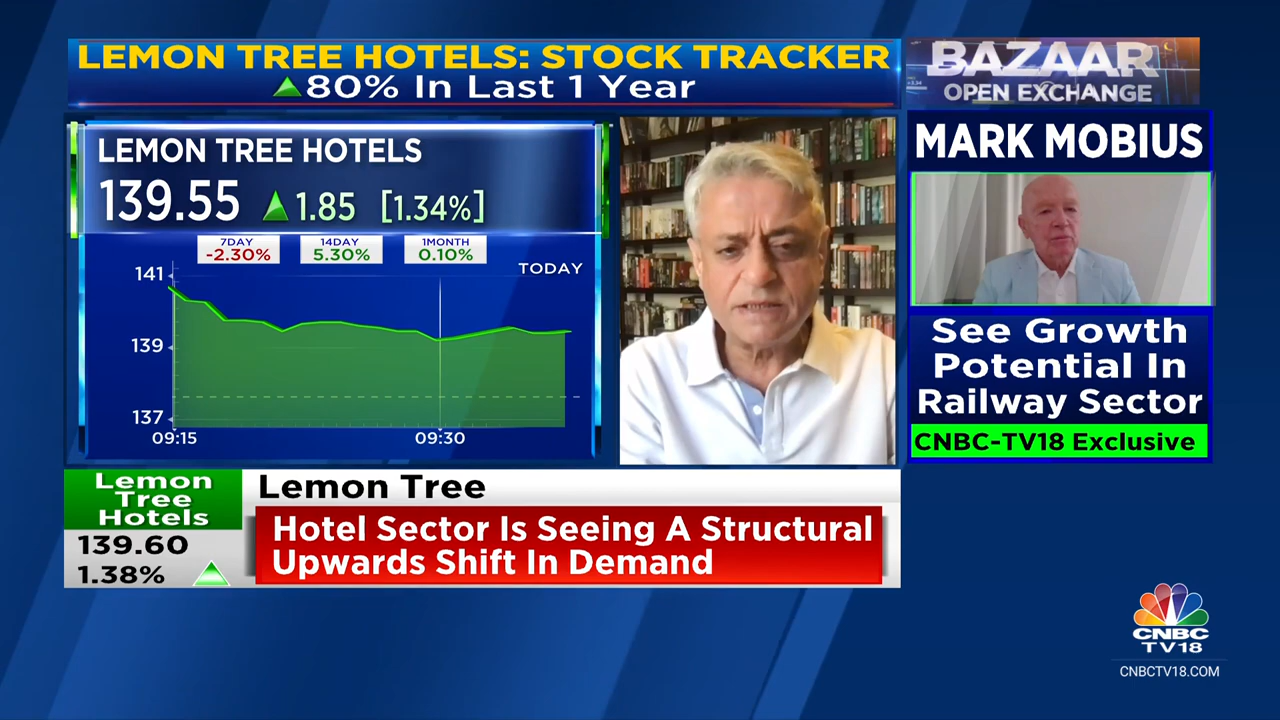 LEMON TREE HOTELS: STOCK TRACKER
80% In Last 1 Year
BAZAAR
OPEN EXCHANGE
LEMON TREE HOTELS
139.55 1.85 [1.34%]
7DAY
-2.30%
14DAY
5.30%
1MONTH
0.10%
TODAY
141
139
137
09:15
09:30
MARK MOBIUS
See Growth
Potential In
Railway Sector
CNBC-TV18 Exclusive
Lemon
Tree
Hotels
139.60
1.38%
Lemon Tree
Hotel Sector Is Seeing A Structural
Upwards Shift In Demand
CNBC
TV18
CNBCTV18.COM